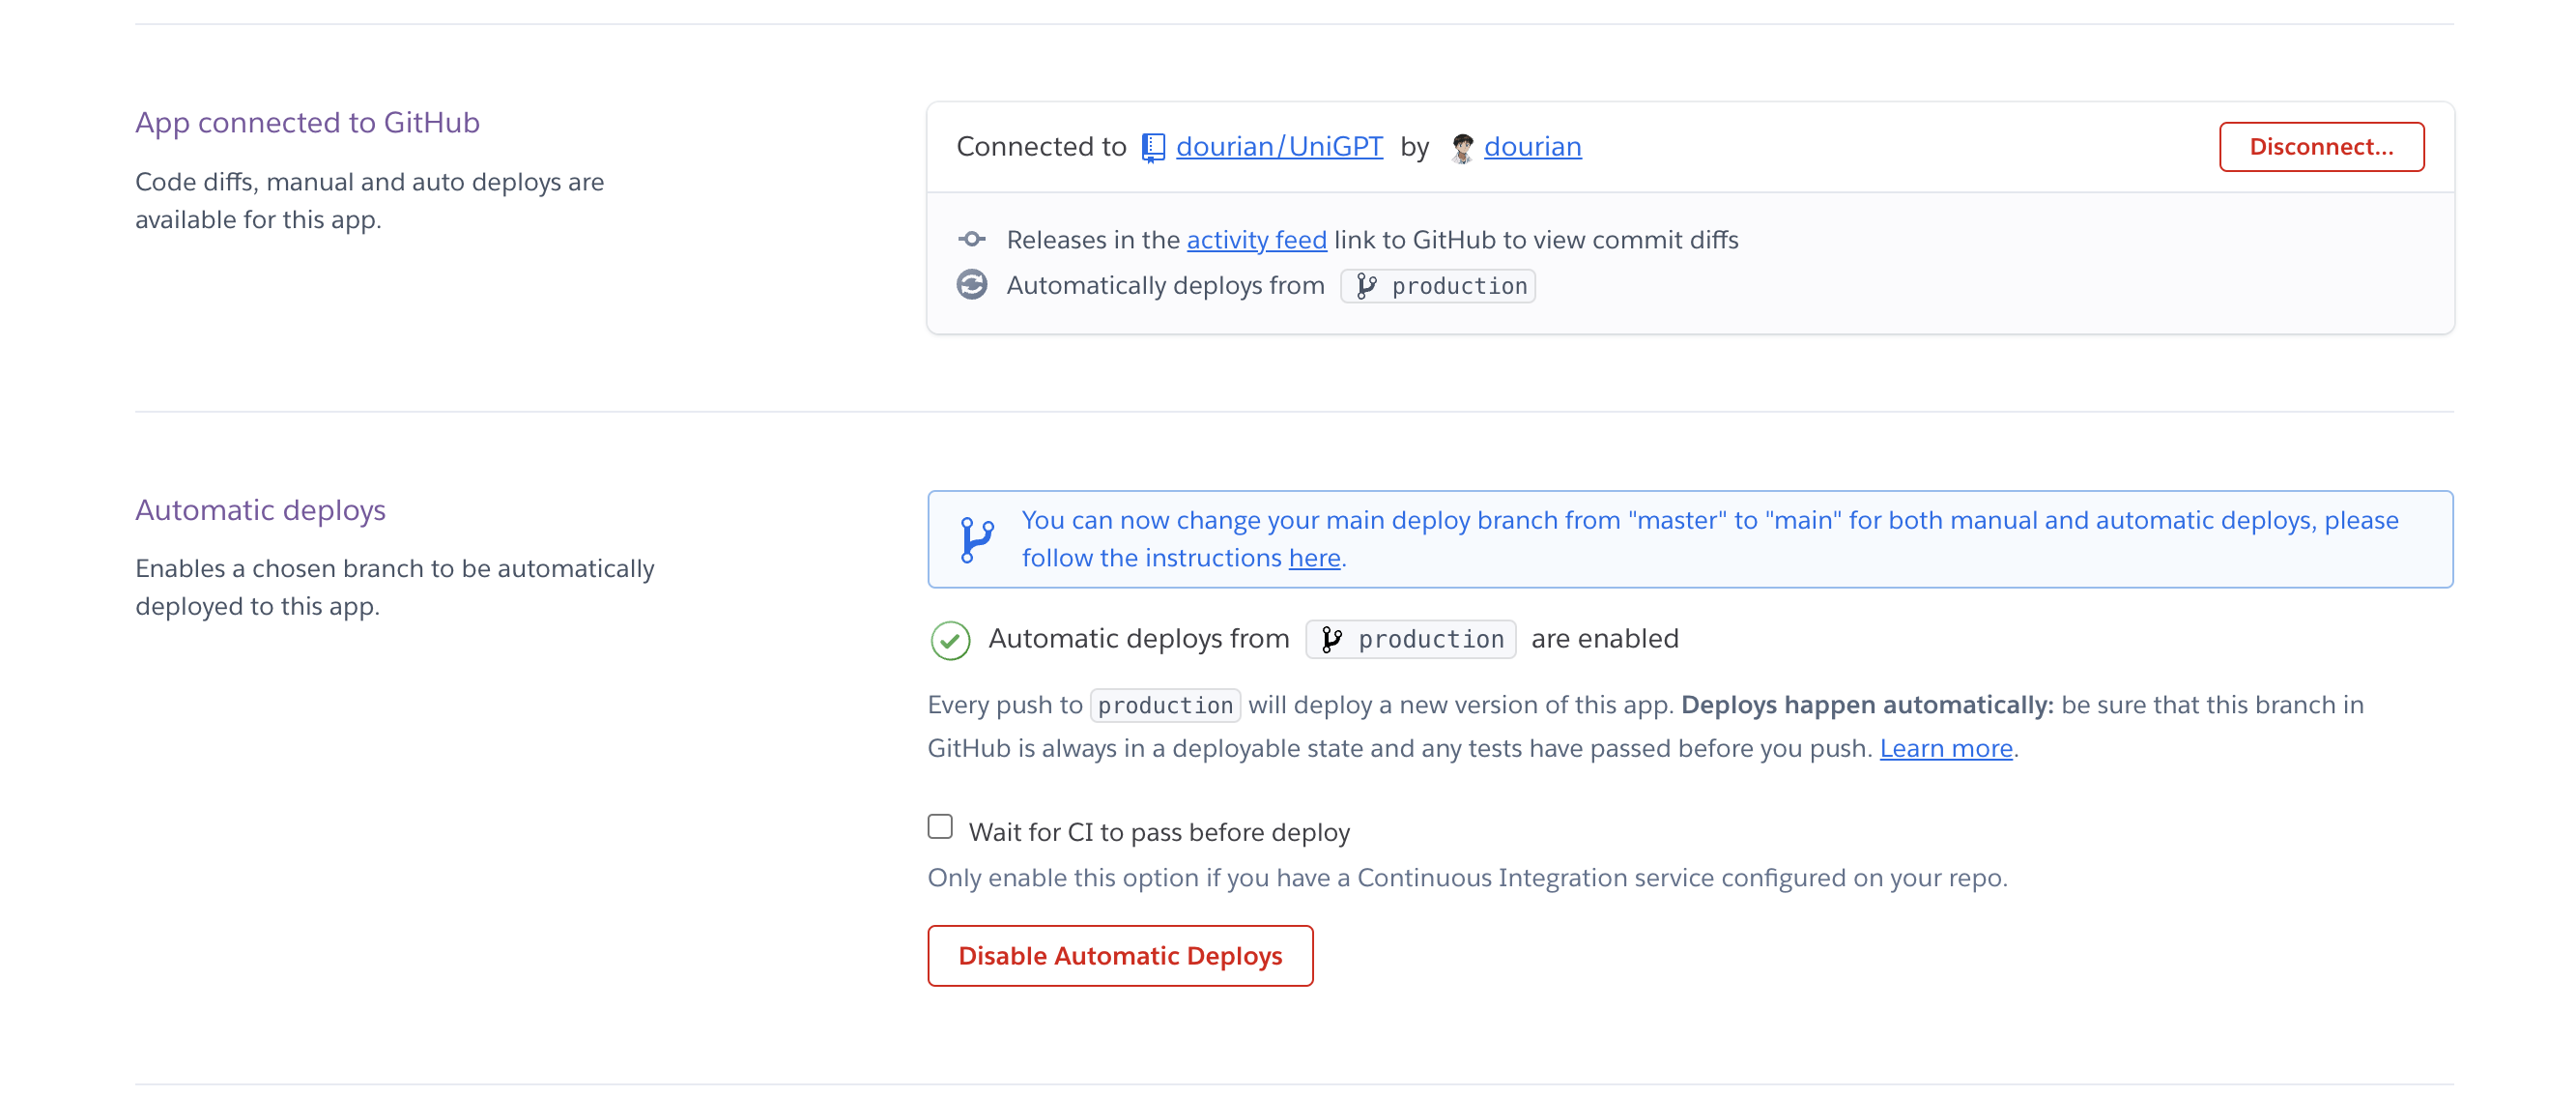 App connected to GitHub
Code diffs, manual and auto deploys are
available for this app.
Connected to dourian/UniGPT by dourian
Disconnect...
Releases in the activity feed link to GitHub to view commit diffs
Automatically deploys from production
Automatic deploys
Enables a chosen branch to be automatically
deployed to this app.
You can now change your main deploy branch from "master" to "main" for both manual and automatic deploys, please
follow the instructions here.
Automatic deploys from production are enabled
Every push to production will deploy a new version of this app. Deploys happen automatically: be sure that this branch in
GitHub is always in a deployable state and any tests have passed before you push. Learn more.
Wait for CI to pass before deploy
Only enable this option if you have a Continuous Integration service configured on your repo.
Disable Automatic Deploys